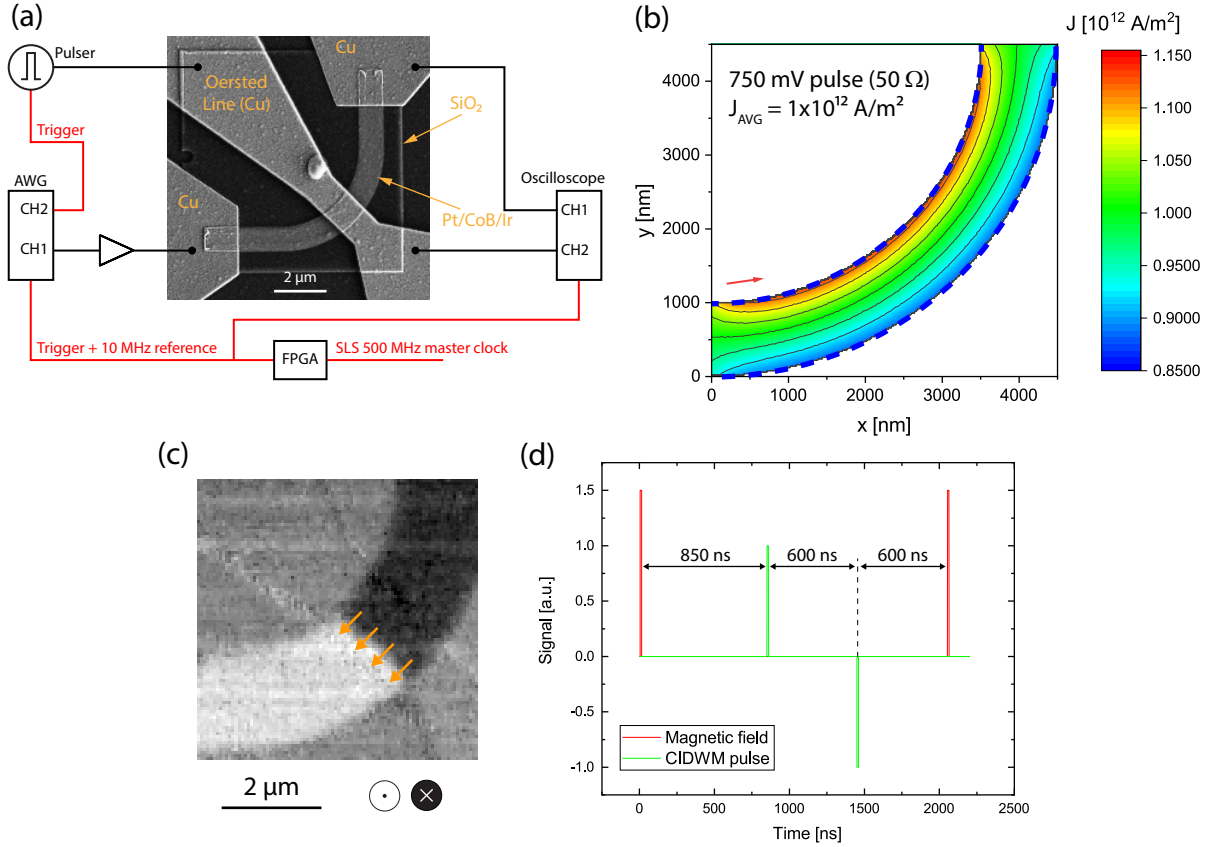 (a)
Pulser
Trigger
AWG
CH2
CH1
Trigger + 10 MHz reference
FPGA
SLS 500 MHz master clock
Oersted
Line (Cu)
Cu
SiO₂
Cu
Pt/CoB/Ir
2 μm
Oscilloscope
CH1
CH2
(b)
750 mV pulse (50 Ω)
J_AVG = 1x10¹² A/m²
J [10¹² A/m²]
1.150
1.100
1.050
1.000
0.9500
0.9000
0.8500
y [nm]
4000
3000
2000
1000
0
0 1000 2000 3000 4000
x [nm]
(c)
2 μm
(d)
Signal [a.u.]
1.5
1.0
0.5
0.0
-0.5
-1.0
850 ns
600 ns
600 ns
Magnetic field
CIDWM pulse
0 500 1000 1500 2000 2500
Time [ns]